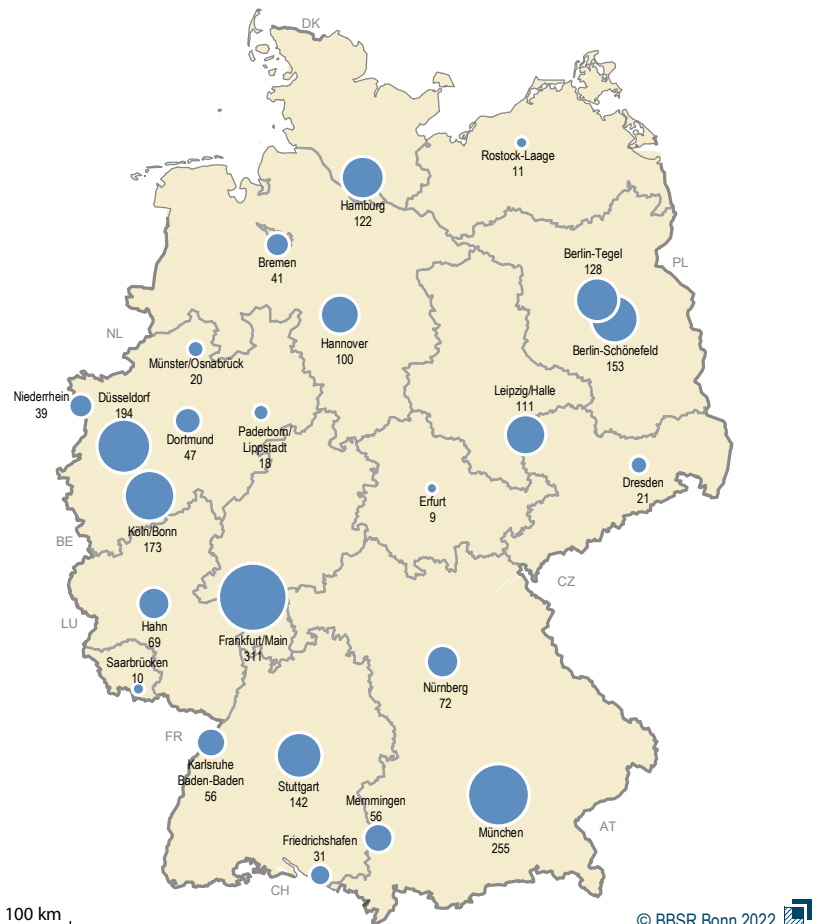 DK
Rostock-Laage
11
Hamburg
122
Bremen
41
Berlin-Tegel
128
PL
Hannover
100
Berlin-Schönefeld
153
NL
Münster/Osnabrück
20
Niederrhein
39
Düsseldorf
194
Dortmund
47
Paderborn/
Lippstadt
18
Leipzig/Halle
111
Dresden
21
Erfurt
9
Köln/Bonn
173
BE
CZ
LU
Hahn
69
Frankfurt/Main
311
Saarbrücken
10
Nürnberg
72
FR
Karlsruhe
Baden-Baden
56
Stuttgart
142
Memmingen
56
München
255
AT
Friedrichshafen
31
CH
100 km
© BBSR Bonn 2022